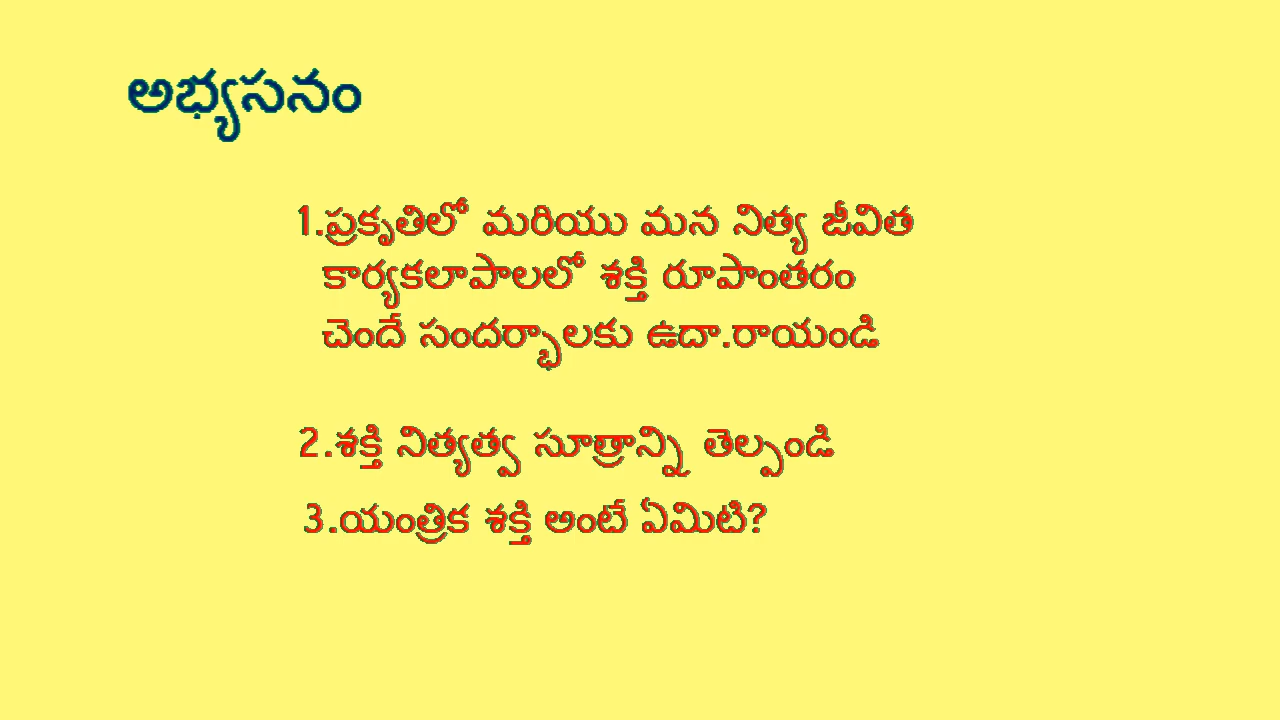 అభ్యసనం
1.ప్రకృతిలో మరియు మన నిత్య జీవిత
కార్యకలాపాలలో శక్తి రూపాంతరం
చెందే సందర్భాలకు ఉదా.రాయండి
2.శక్తి నిత్యత్వ సూత్రాన్ని తెల్పండి
3.యంత్రిక శక్తి అంటే ఏమిటి?